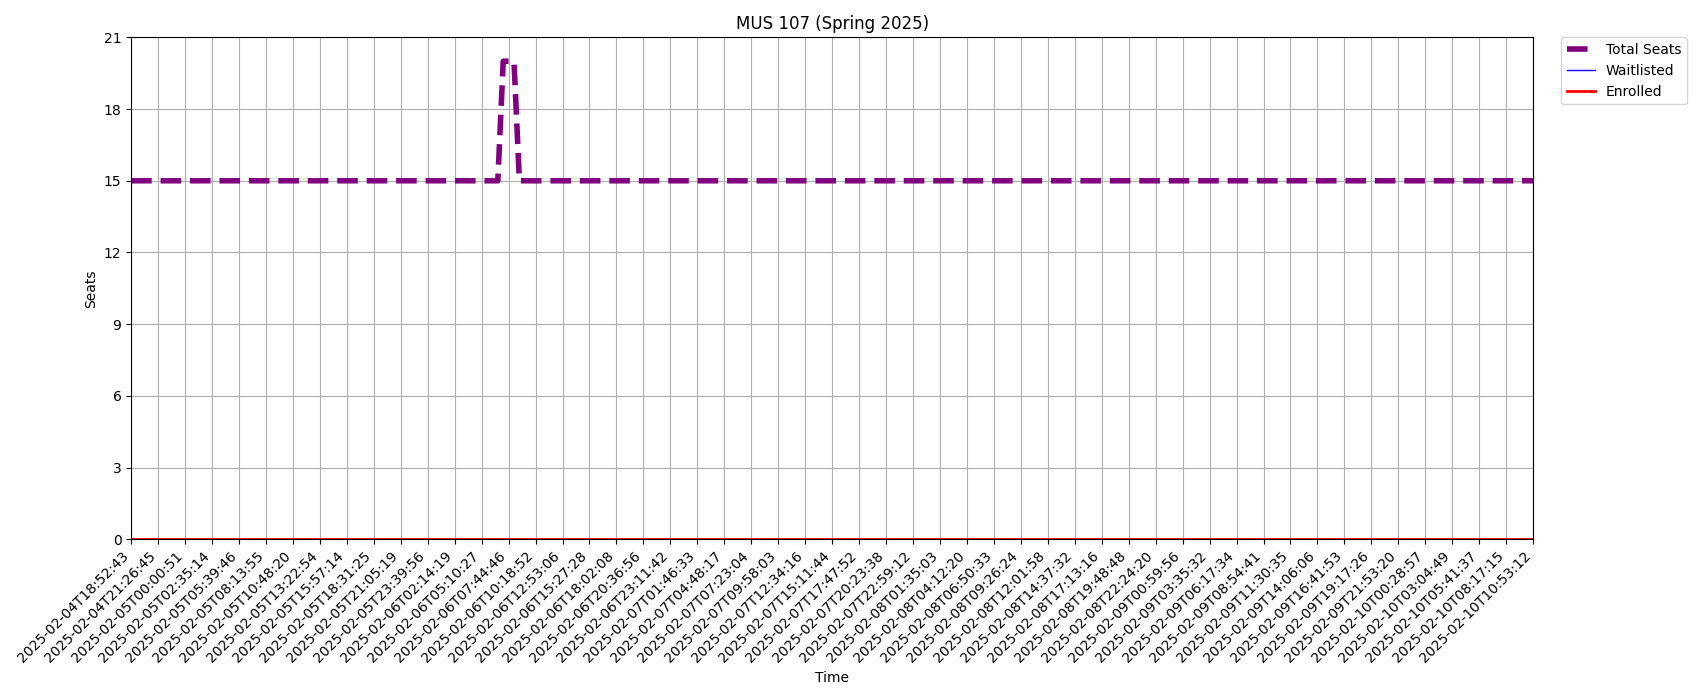 MUS 107 (Spring 2025)
Total Seats
Waitlisted
Enrolled
21
18
15
12
9
6
3
0
Seats
2025-02-04T18:52:43
2025-02-04T21:26:45
2025-02-05T00:00:51
2025-02-05T02:35:14
2025-02-05T05:39:46
2025-02-05T08:13:55
2025-02-05T10:48:20
2025-02-05T13:22:54
2025-02-05T15:57:14
2025-02-05T18:31:25
2025-02-05T21:05:19
2025-02-05T23:39:56
2025-02-06T02:14:19
2025-02-06T05:10:27
2025-02-06T07:44:46
2025-02-06T10:18:52
2025-02-06T12:53:06
2025-02-06T15:27:28
2025-02-06T18:02:08
2025-02-06T20:36:56
2025-02-06T23:11:42
2025-02-07T01:46:33
2025-02-07T04:48:17
2025-02-07T07:23:04
2025-02-07T09:58:03
2025-02-07T12:34:16
2025-02-07T15:11:44
2025-02-07T17:47:52
2025-02-07T20:23:38
2025-02-07T22:59:12
2025-02-08T01:35:03
2025-02-08T04:12:20
2025-02-08T06:50:33
2025-02-08T09:26:24
2025-02-08T12:01:58
2025-02-08T14:37:32
2025-02-08T17:13:16
2025-02-08T19:48:48
2025-02-08T22:24:20
2025-02-09T00:59:56
2025-02-09T03:35:32
2025-02-09T06:17:34
2025-02-09T08:54:41
2025-02-09T11:30:35
2025-02-09T14:06:06
2025-02-09T16:41:53
2025-02-09T19:17:26
2025-02-09T21:53:20
2025-02-10T00:28:57
2025-02-10T03:04:49
2025-02-10T05:41:37
2025-02-10T08:17:15
2025-02-10T10:53:12
Time